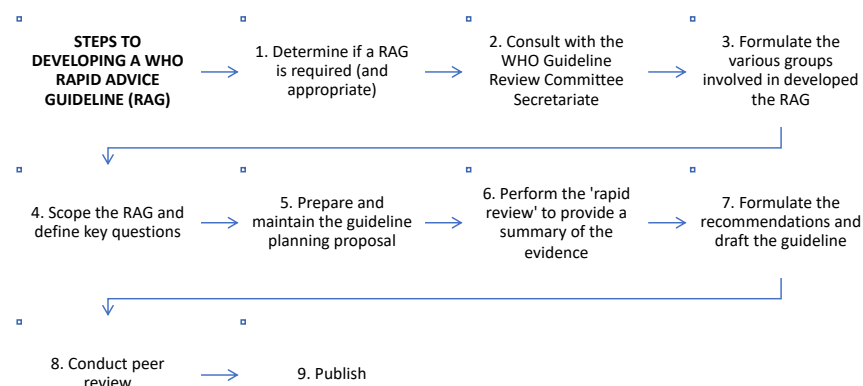 STEPS TO
DEVELOPING A WHO
RAPID ADVICE
GUIDELINE (RAG)
1. Determine if a RAG
is required (and
appropriate)
2. Consult with the
WHO Guideline
Review Committee
Secretariate
3. Formulate the
various groups
involved in developed
the RAG
4. Scope the RAG and
define key questions
5. Prepare and
maintain the guideline
planning proposal
6. Perform the 'rapid
review' to provide a
summary of the
evidence
7. Formulate the
recommendations and
draft the guideline
8. Conduct peer
review
9. Publish